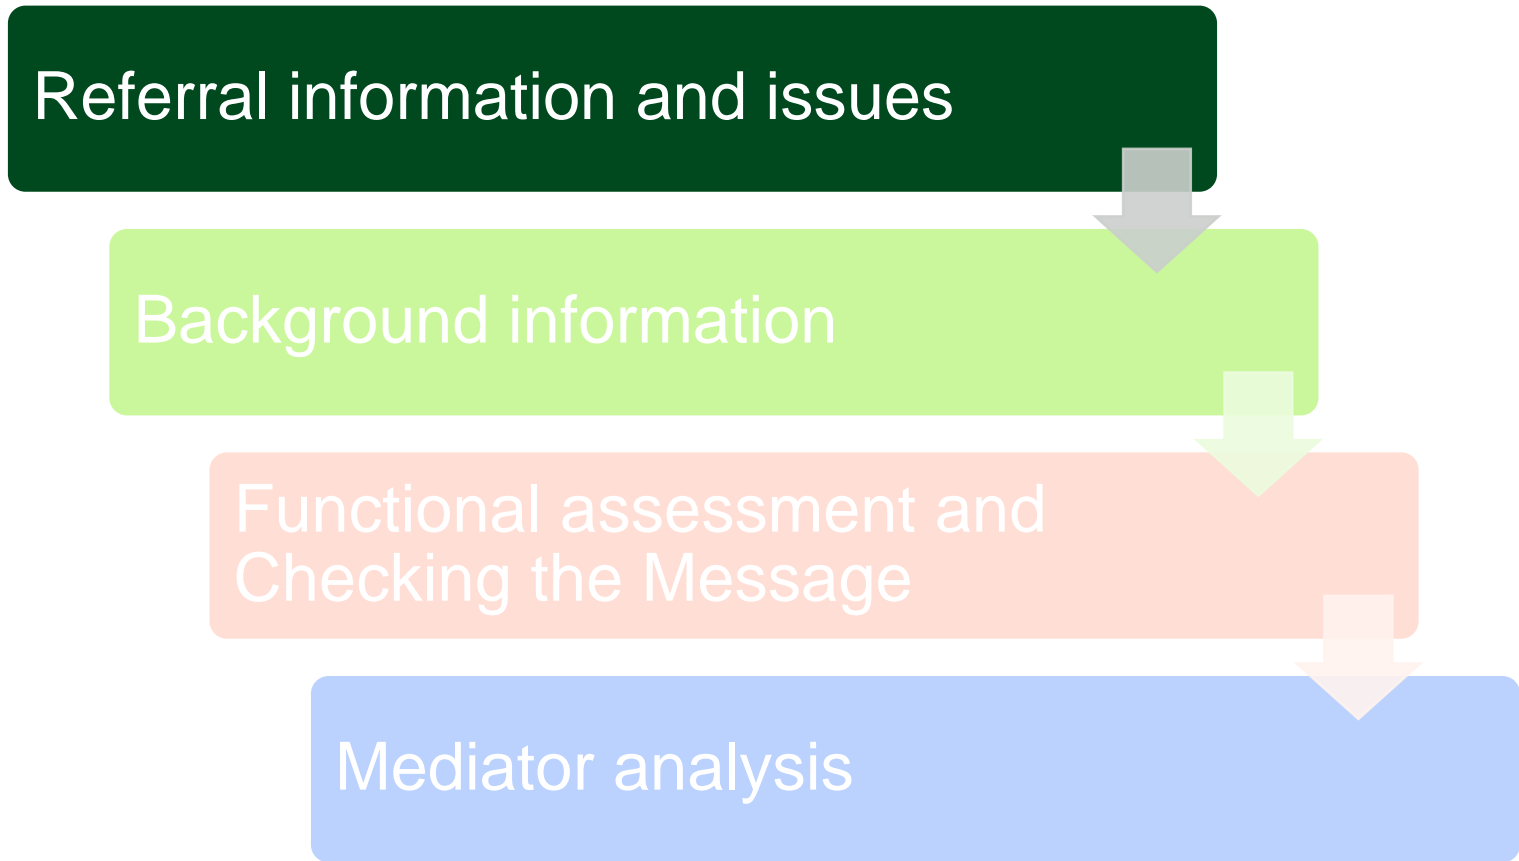 Referral information and issues
Background information
Functional assessment and
Checking the Message
Mediator analysis